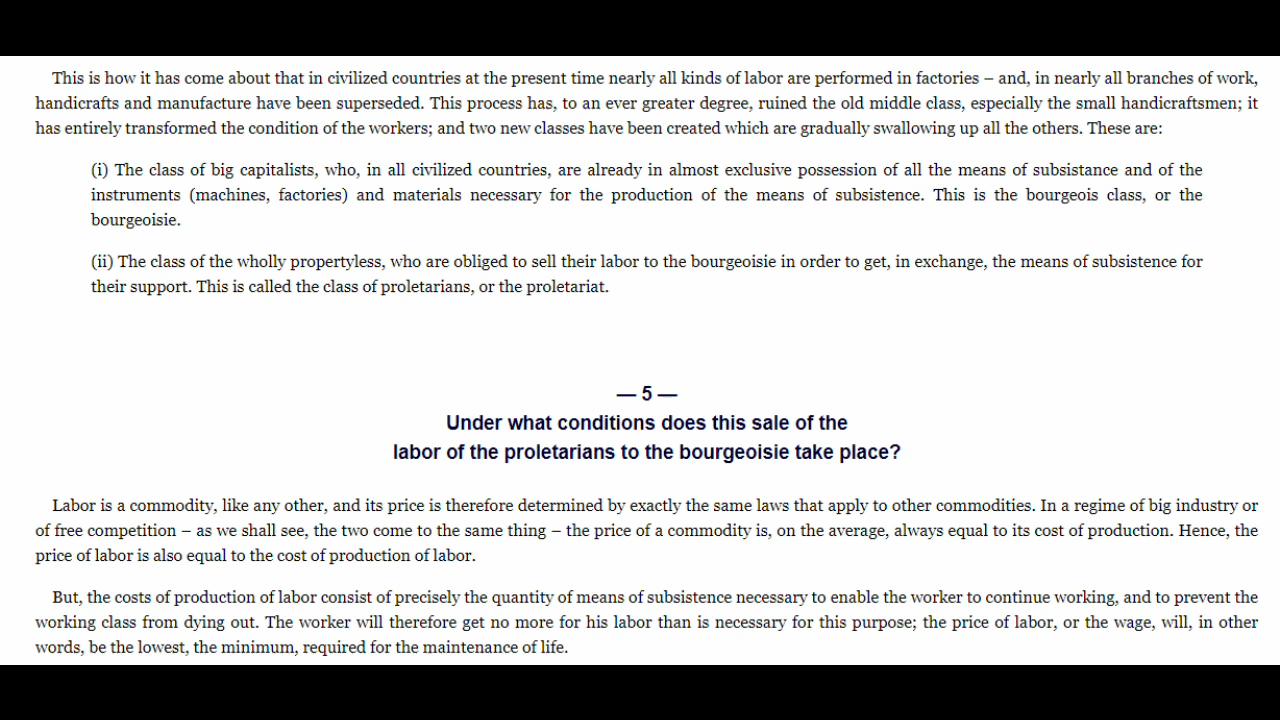 This is how it has come about that in civilized countries at the present time nearly all kinds of labor are performed in factories – and, in nearly all branches of work,
handicrafts and manufacture have been superseded. This process has, to an ever greater degree, ruined the old middle class, especially the small handicraftsmen; it
has entirely transformed the condition of the workers; and two new classes have been created which are gradually swallowing up all the others. These are:
(i) The class of big capitalists, who, in all civilized countries, are already in almost exclusive possession of all the means of subsistance and of the
instruments (machines, factories) and materials necessary for the production of the means of subsistence. This is the bourgeois class, or the
bourgeoisie.
(ii) The class of the wholly propertyless, who are obliged to sell their labor to the bourgeoisie in order to get, in exchange, the means of subsistence for
their support. This is called the class of proletarians, or the proletariat.
— 5 —
Under what conditions does this sale of the
labor of the proletarians to the bourgeoisie take place?
Labor is a commodity, like any other, and its price is therefore determined by exactly the same laws that apply to other commodities. In a regime of big industry or
of free competition – as we shall see, the two come to the same thing – the price of a commodity is, on the average, always equal to its cost of production. Hence, the
price of labor is also equal to the cost of production of labor.
But, the costs of production of labor consist of precisely the quantity of means of subsistence necessary to enable the worker to continue working, and to prevent the
working class from dying out. The worker will therefore get no more for his labor than is necessary for this purpose; the price of labor, or the wage, will, in other
words, be the lowest, the minimum, required for the maintenance of life.